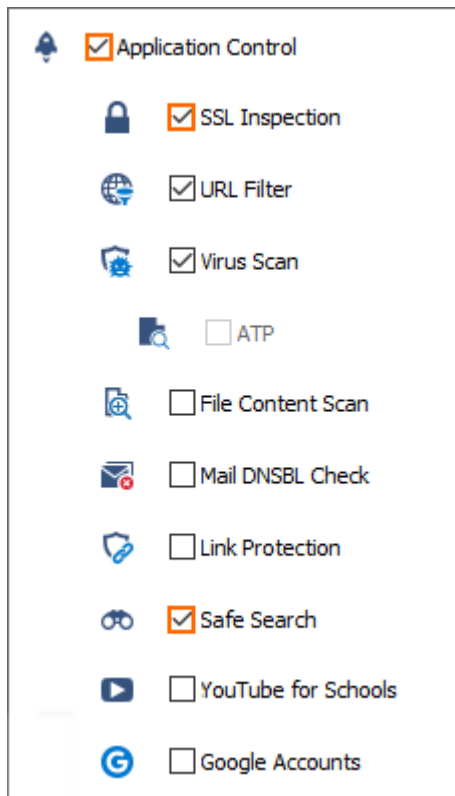 Application Control
SSL Inspection
URL Filter
Virus Scan
ATP
File Content Scan
Mail DNSBL Check
Link Protection
Safe Search
YouTube for Schools
Google Accounts